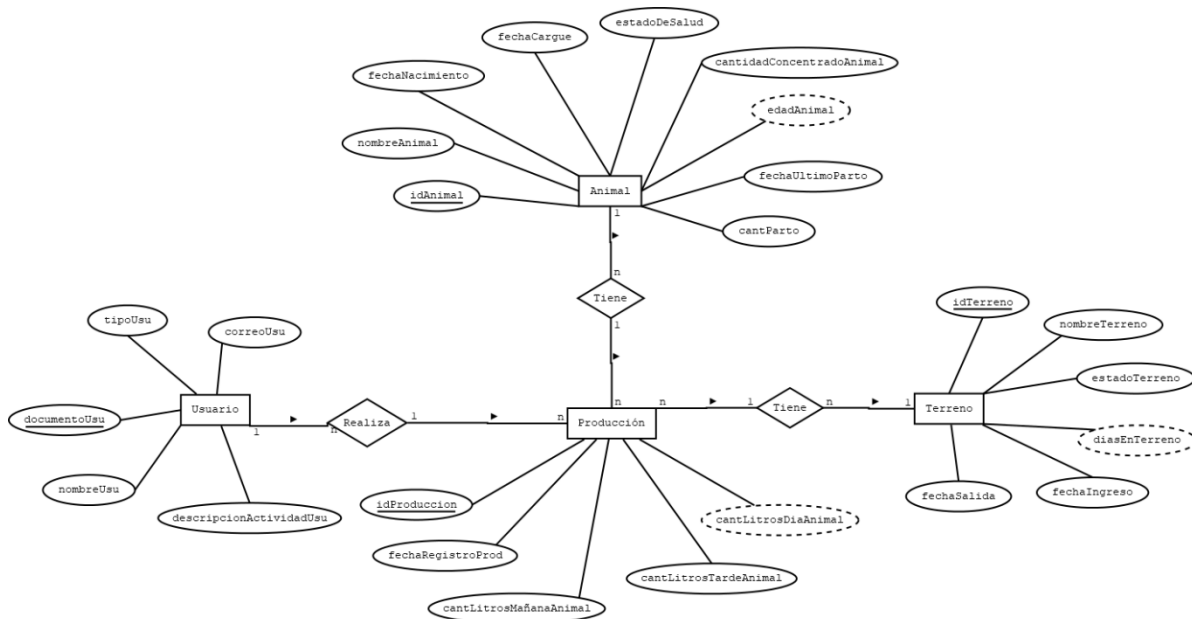 estadoDeSalud
fechaCargue
cantidadConcentradoAnimal
fechaNacimiento
edadAnimal
nombreAnimal
fechaUltimoParto
idAnimal
Animal
1
cantParto
n
Tiene
1
idTerreno
tipoUsu
correoUsu
nombreTerreno
estadoTerreno
documentoUsu
Usuario
1
n
Realiza
1
n
n
Producción
n
1
Tiene
n
1
Terreno
diasEnTerreno
nombreUsu
descripcionActividadUsu
idProduccion
fechaSalida
fechaIngreso
cantLitrosDiaAnimal
fechaRegistroProd
cantLitrosTardeAnimal
cantLitrosMañanaAnimal